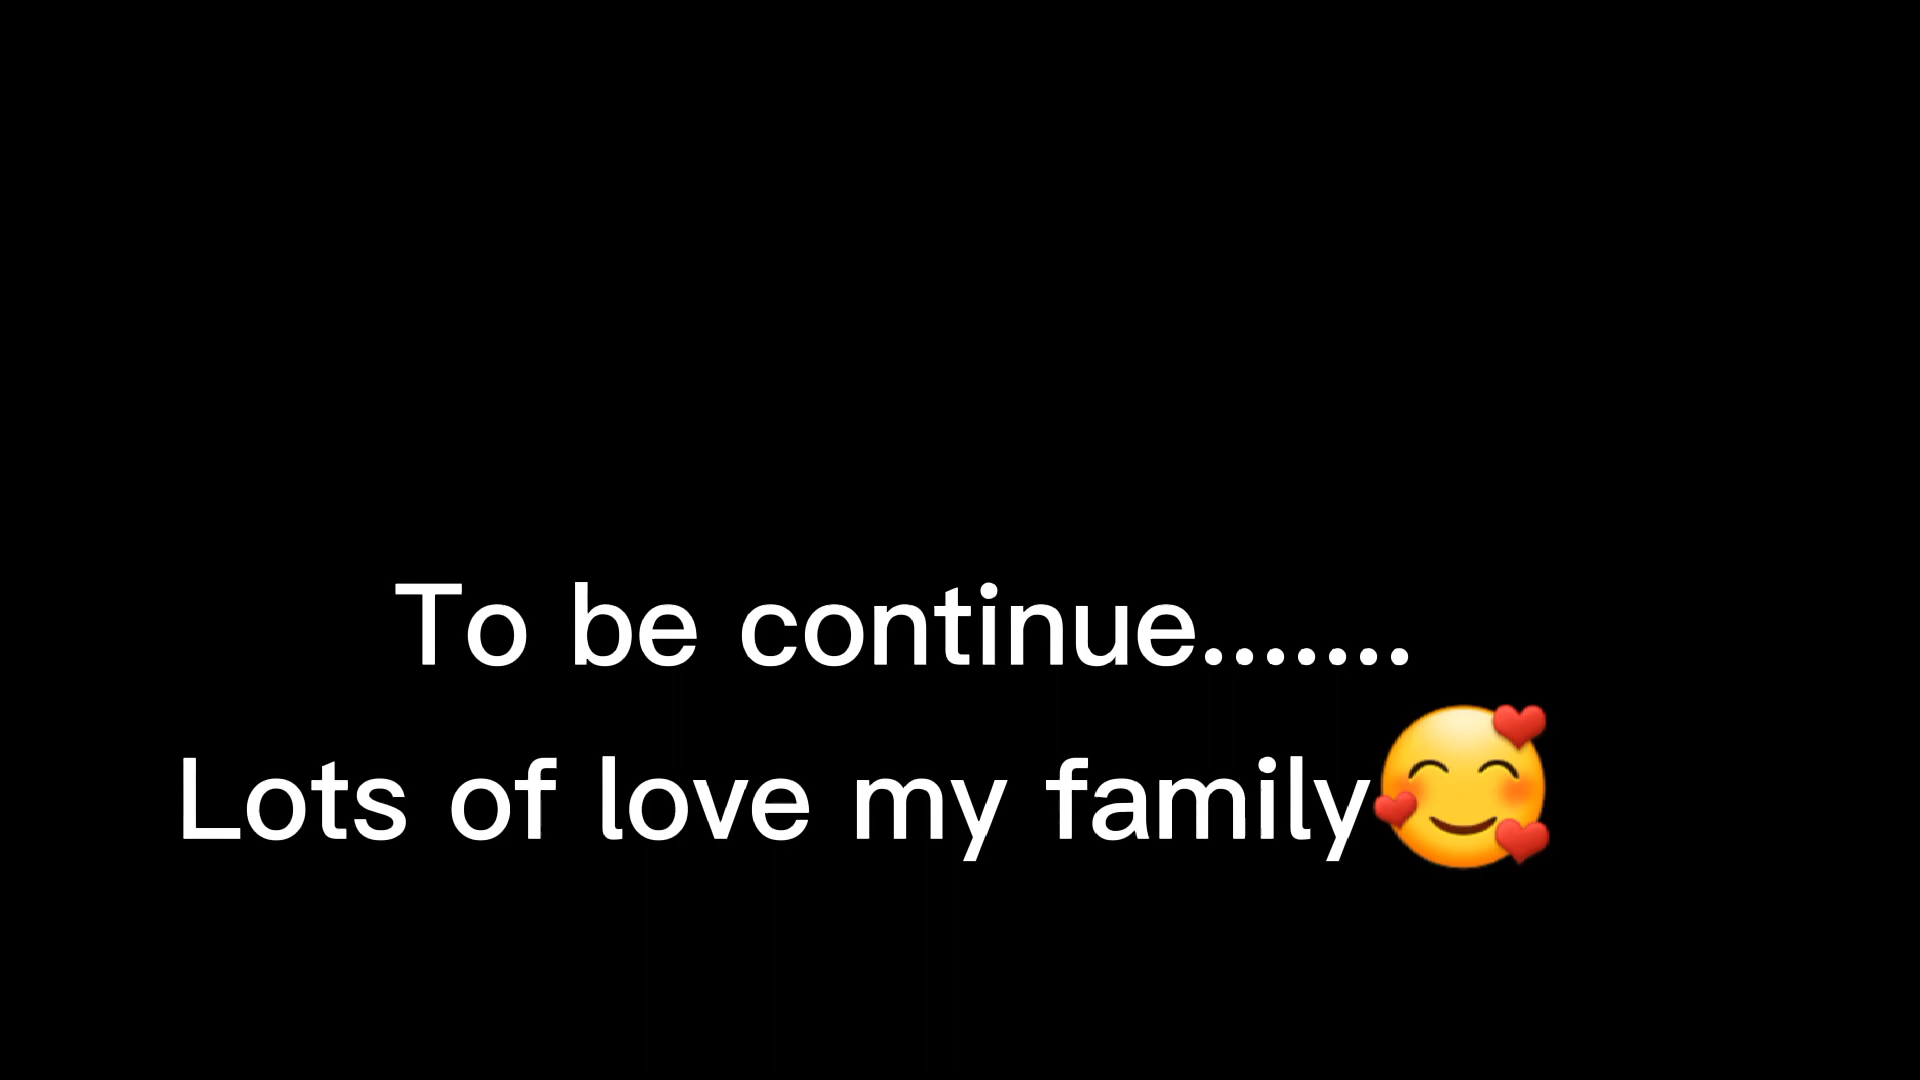 To be continue.......
Lots of love my family🥰